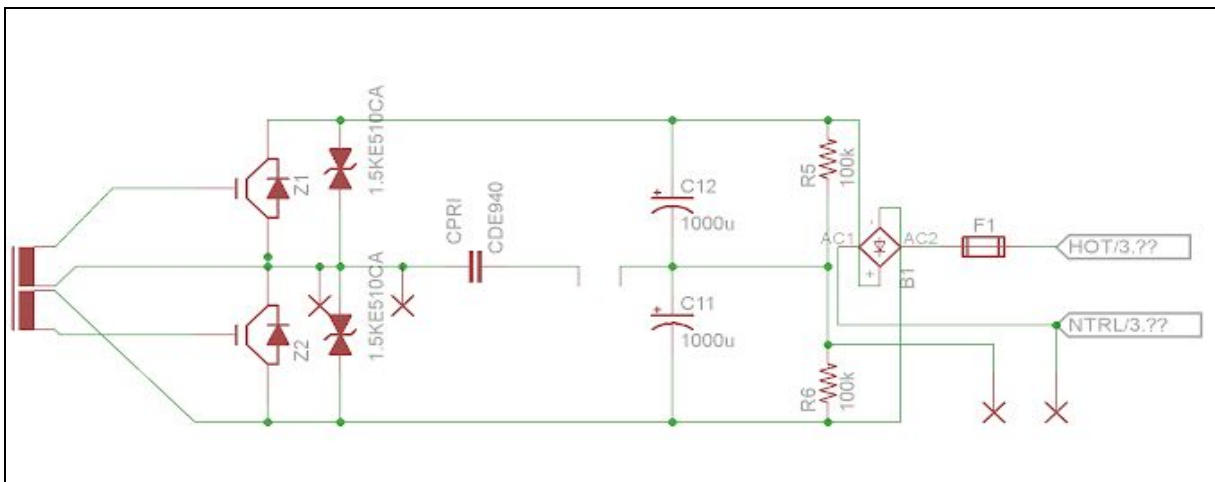 Z1
1.5KE510CA
CPRI
CDE940
C12
1000u
R5
100k
AC1
AC2
B1
F1
HOT/3.??
Z2
1.5KE510CA
C11
1000u
R6
100k
NTRL/3.??
+
+
-
+